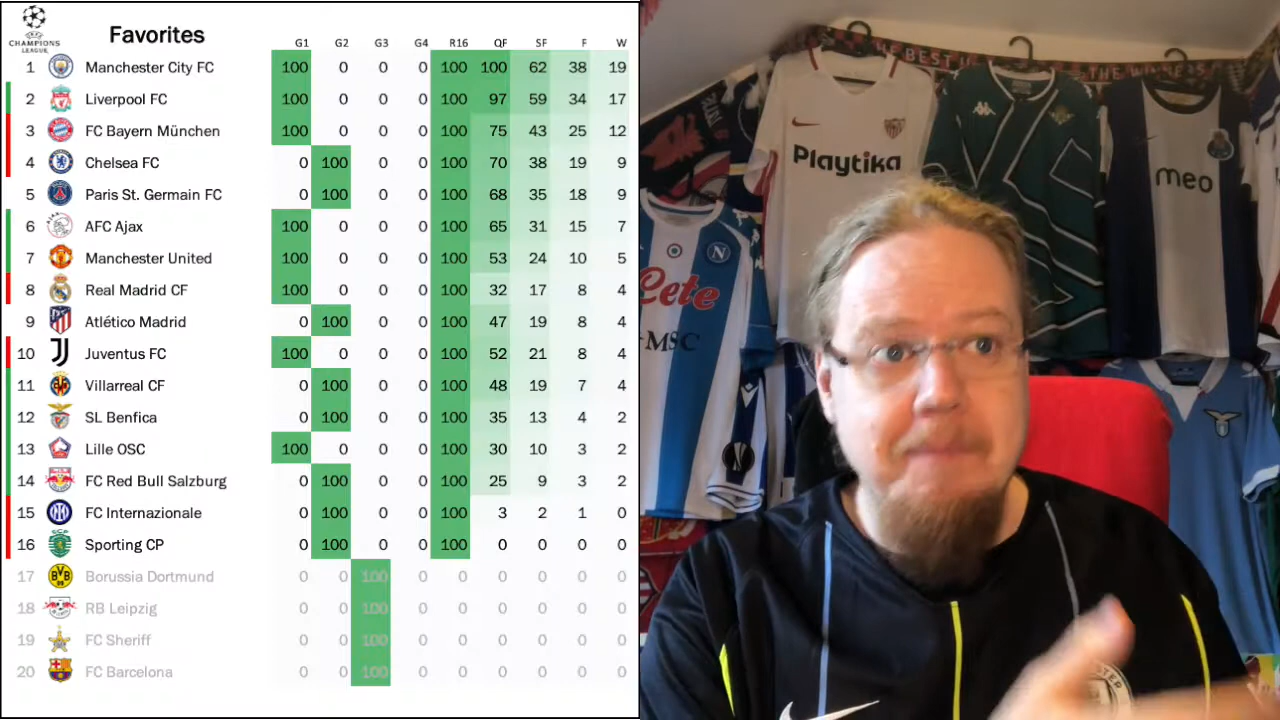 CHAMPIONS
LEAGUE
Favorites
G1 G2 G3 G4 R16 QF SF F W
1 Manchester City FC 100 0 0 0 100 100 62 38 19
2 Liverpool FC 100 0 0 0 100 97 59 34 17
3 FC Bayern München 100 0 0 0 100 75 43 25 12
4 Chelsea FC 0 100 0 0 100 70 38 19 9
5 Paris St. Germain FC 0 100 0 0 100 68 35 18 9
6 AFC Ajax 100 0 0 0 100 65 31 15 7
7 Manchester United 100 0 0 0 100 53 24 10 5
8 Real Madrid CF 100 0 0 0 100 32 17 8 4
9 Atlético Madrid 0 100 0 0 100 47 19 8 4
10 Juventus FC 100 0 0 0 100 52 21 8 4
11 Villarreal CF 0 100 0 0 100 48 19 7 4
12 SL Benfica 0 100 0 0 100 35 13 4 2
13 Lille OSC 100 0 0 0 100 30 10 3 2
14 FC Red Bull Salzburg 0 100 0 0 100 25 9 3 2
15 FC Internazionale 0 100 0 0 100 3 2 1 0
16 Sporting CP 0 100 0 0 100 0 0 0 0
17 Borussia Dortmund 0 0 100 0 0 0 0 0 0
18 RB Leipzig 0 0 100 0 0 0 0 0 0
19 FC Sheriff 0 0 100 0 0 0 0 0 0
20 FC Barcelona 0 0 100 0 0 0 0 0 0
THE BEST
THE WINNERS
Playtika
meo
Lete
MSC
N